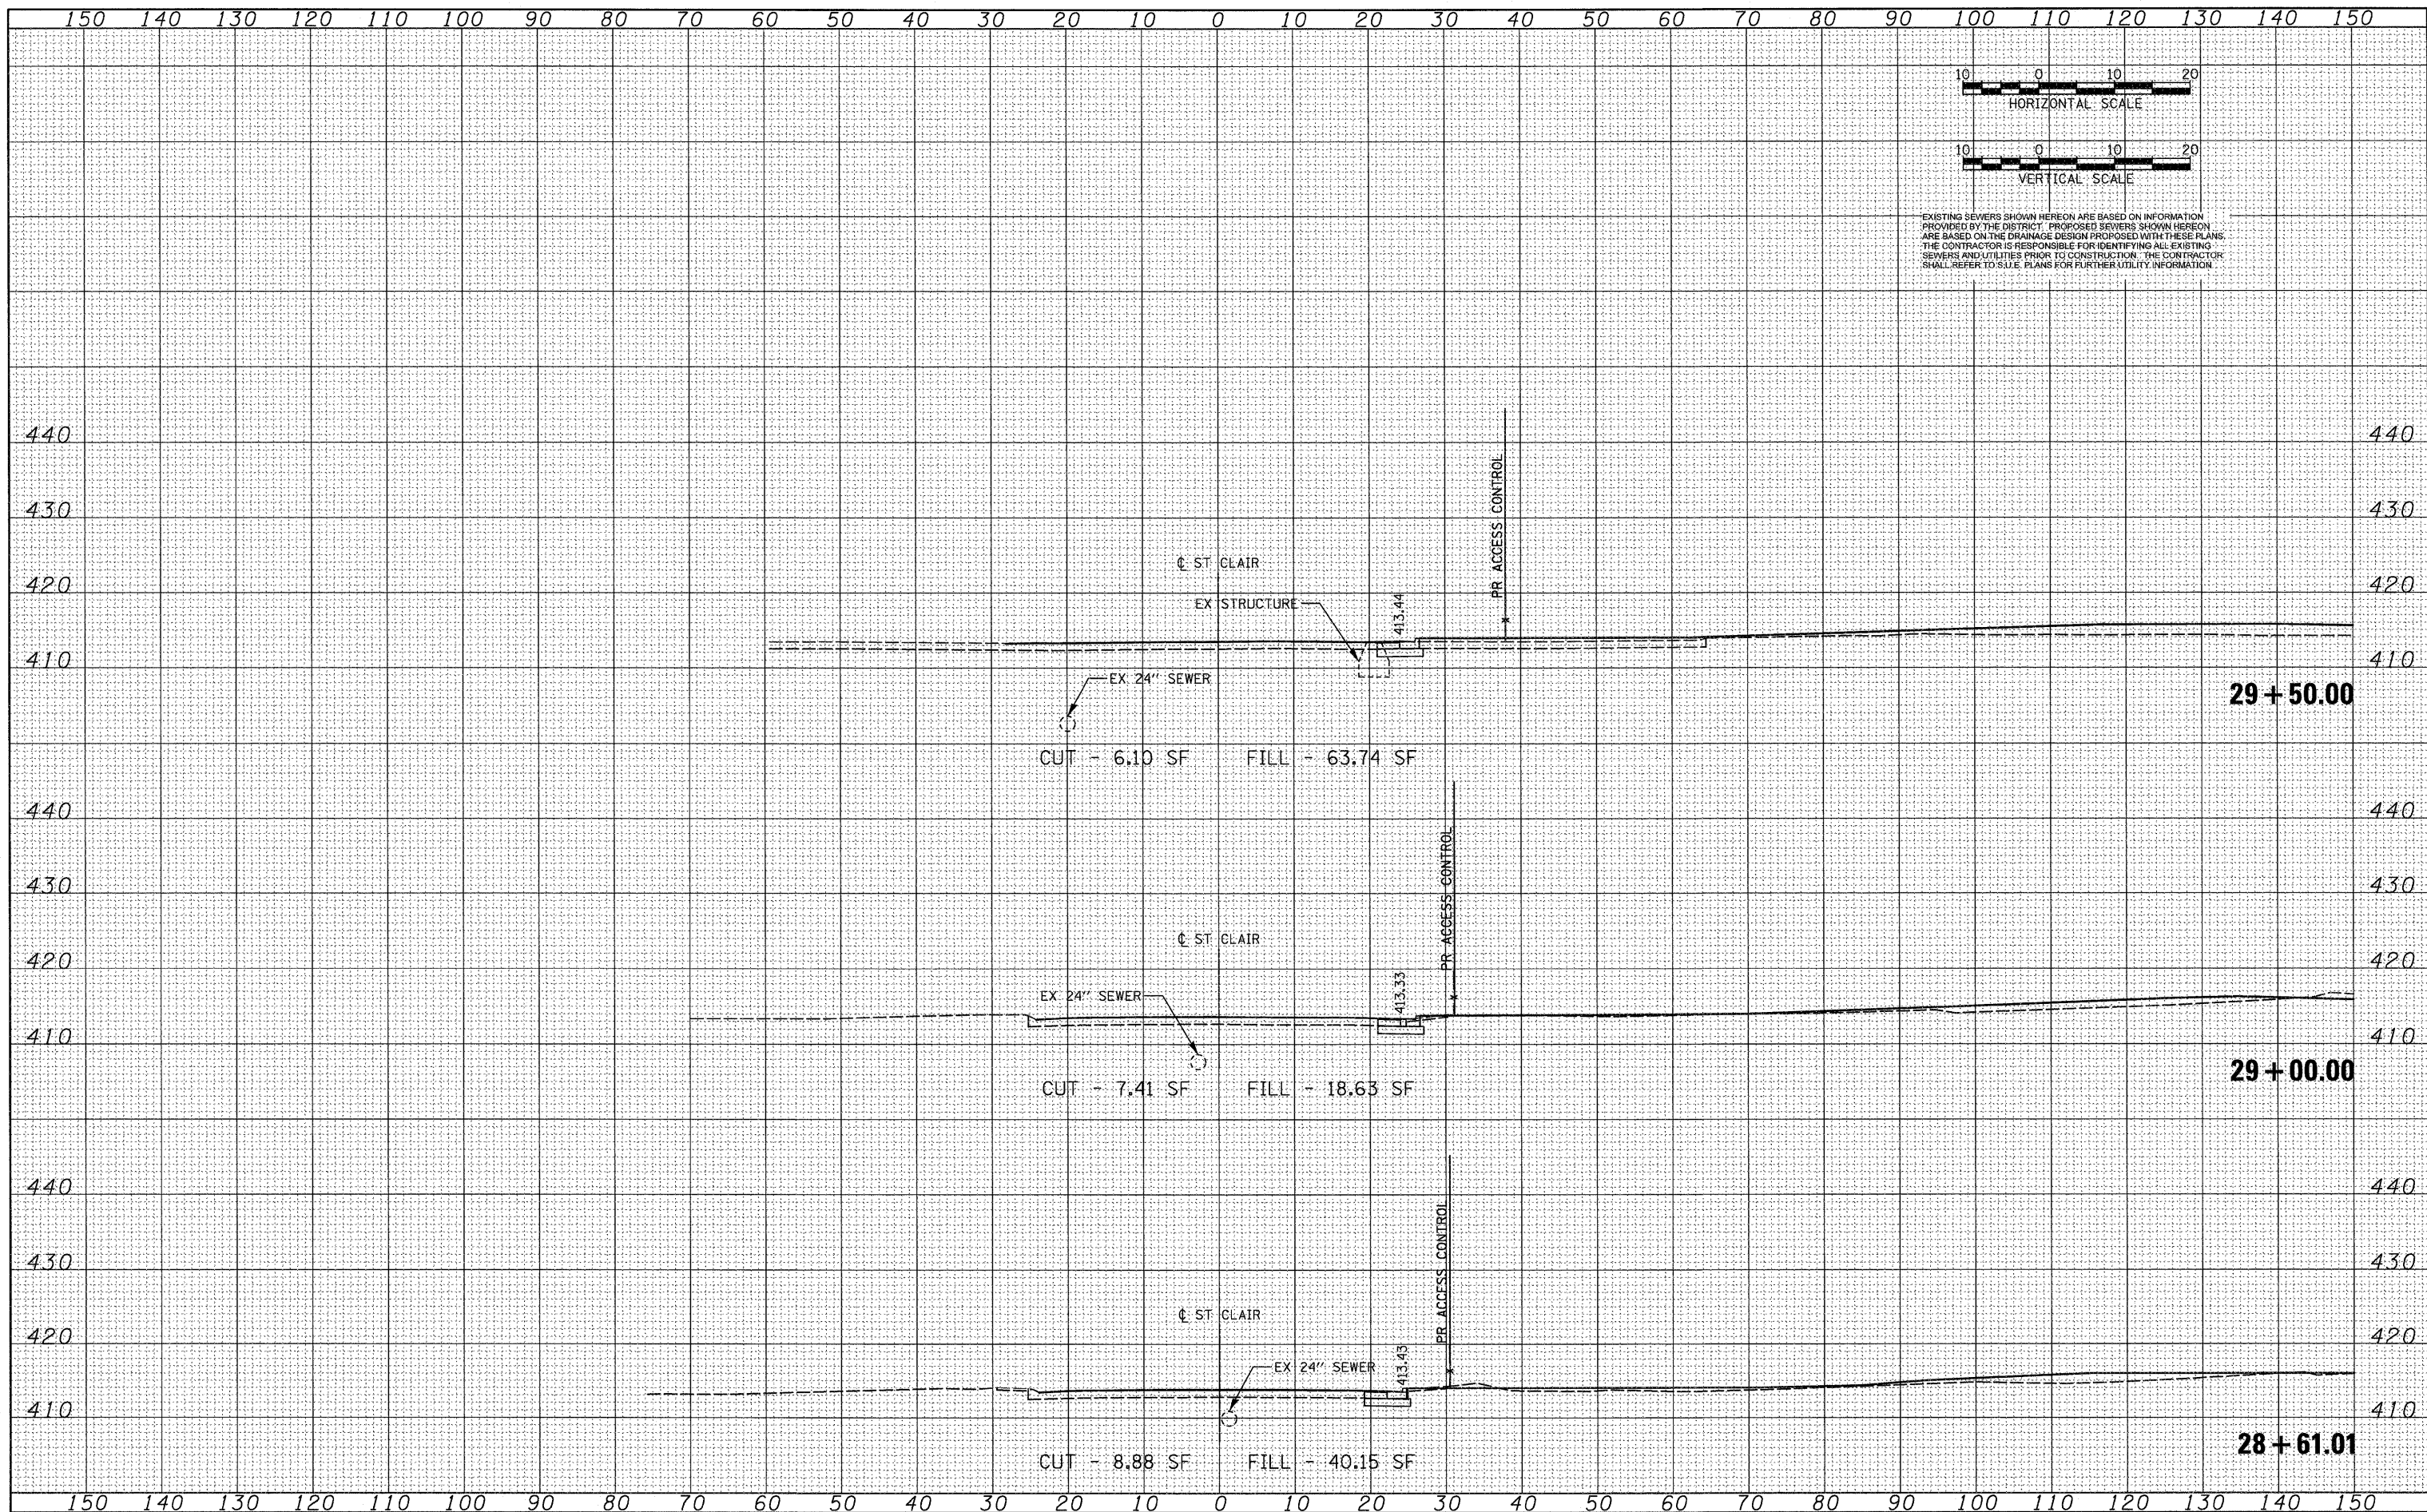 150 140 130 120 110 100 90 80 70 60 50 40 30 20 10 0 10 20 30 40 50 60 70 80 90 100 110 120 130 140 150
10 0 10 20
HORIZONTAL SCALE
10 0 10 20
VERTICAL SCALE
EXISTING SEWERS SHOWN HEREON ARE BASED ON INFORMATION
PROVIDED BY THE DISTRICT. PROPOSED SEWERS SHOWN HEREON
ARE BASED ON THE DRAINAGE DESIGN PROPOSED WITH THESE PLANS.
THE CONTRACTOR IS RESPONSIBLE FOR IDENTIFYING ALL EXISTING
SEWERS AND UTILITIES PRIOR TO CONSTRUCTION. THE CONTRACTOR
SHALL REFER TO S.U.E. PLANS FOR FURTHER UTILITY INFORMATION
440 440
430 430
PR ACCESS CONTROL
℄ ST CLAIR
420 420
EX STRUCTURE
413.44
410 410
EX 24" SEWER
29+50.00
CUT - 6.10 SF FILL - 63.74 SF
440 440
430 430
PR ACCESS CONTROL
℄ ST CLAIR
420 420
EX 24" SEWER
413.33
410 410
29+00.00
CUT - 7.41 SF FILL - 18.63 SF
440 440
430 430
PR ACCESS CONTROL
℄ ST CLAIR
420 420
EX 24" SEWER
413.43
410 410
28+61.01
CUT - 8.88 SF FILL - 40.15 SF
150 140 130 120 110 100 90 80 70 60 50 40 30 20 10 0 10 20 30 40 50 60 70 80 90 100 110 120 130 140 150